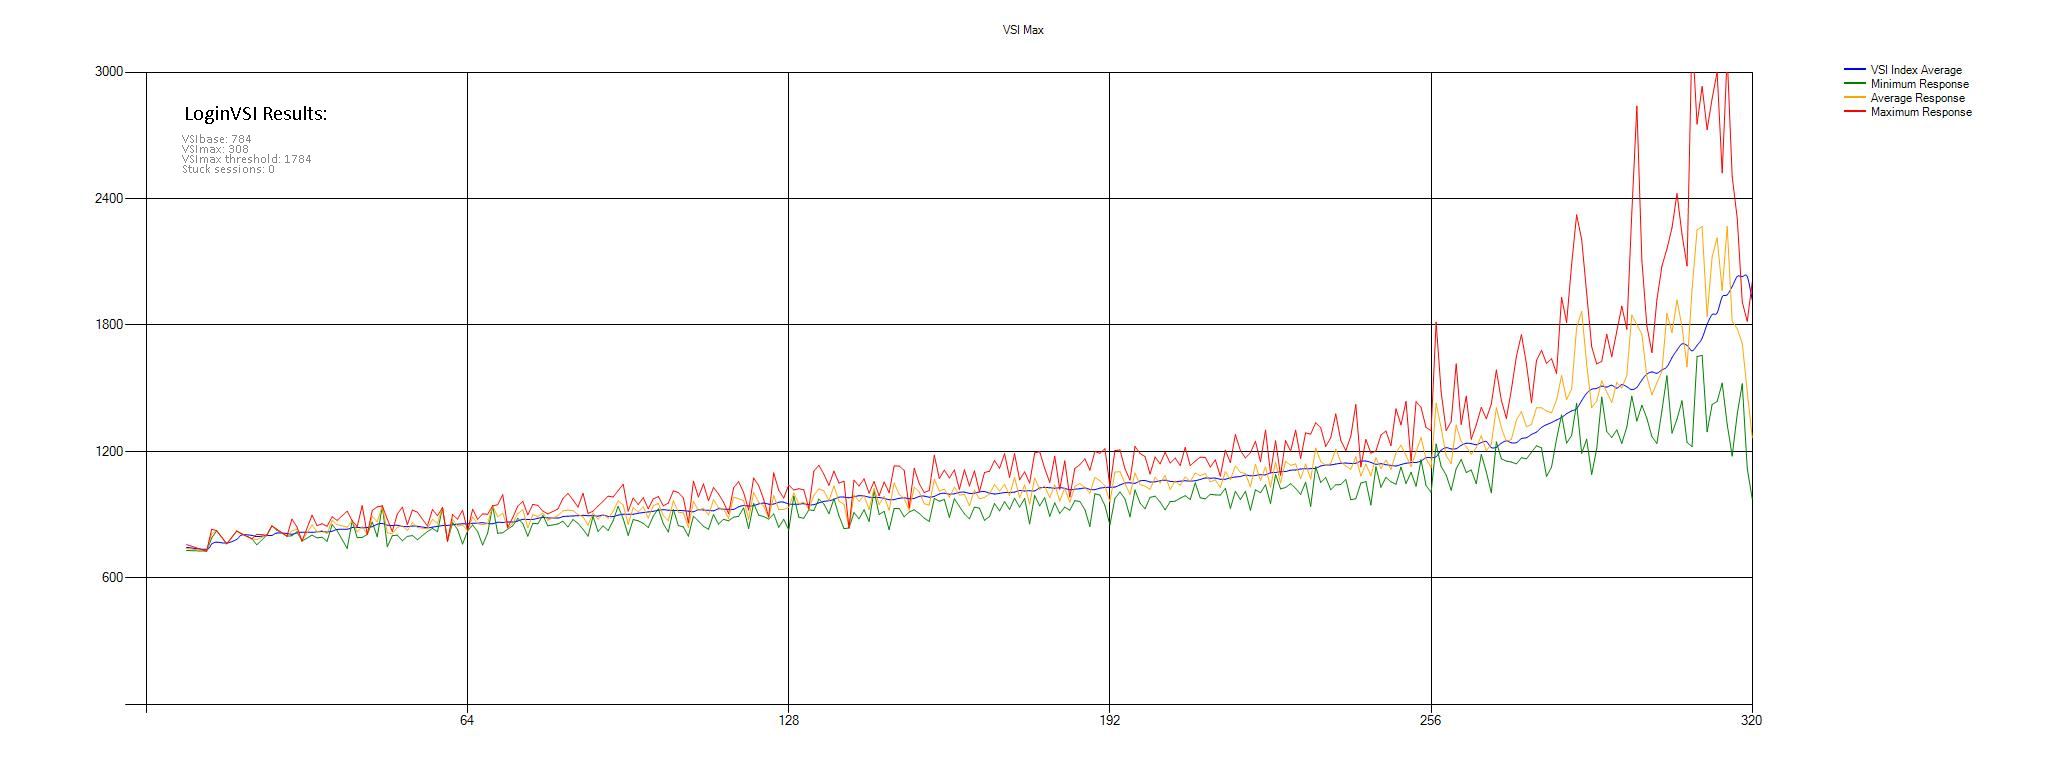 VSI Max
3000
2400
1800
1200
600
LoginVSI Results:
VSIbase: 784
VSImax: 308
VSImax threshold: 1784
Stuck sessions: 0
VSI Index Average
Minimum Response
Average Response
Maximum Response
64
128
192
256
320